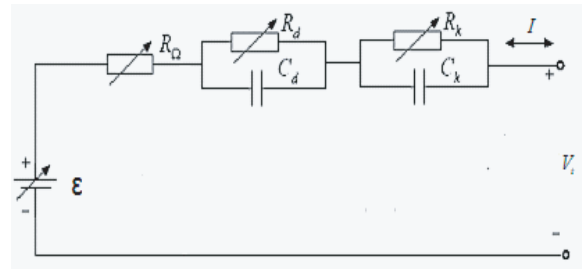 R_Ω
R_d
C_d
R_k
C_k
I
+
+
ε
-
V_t
-